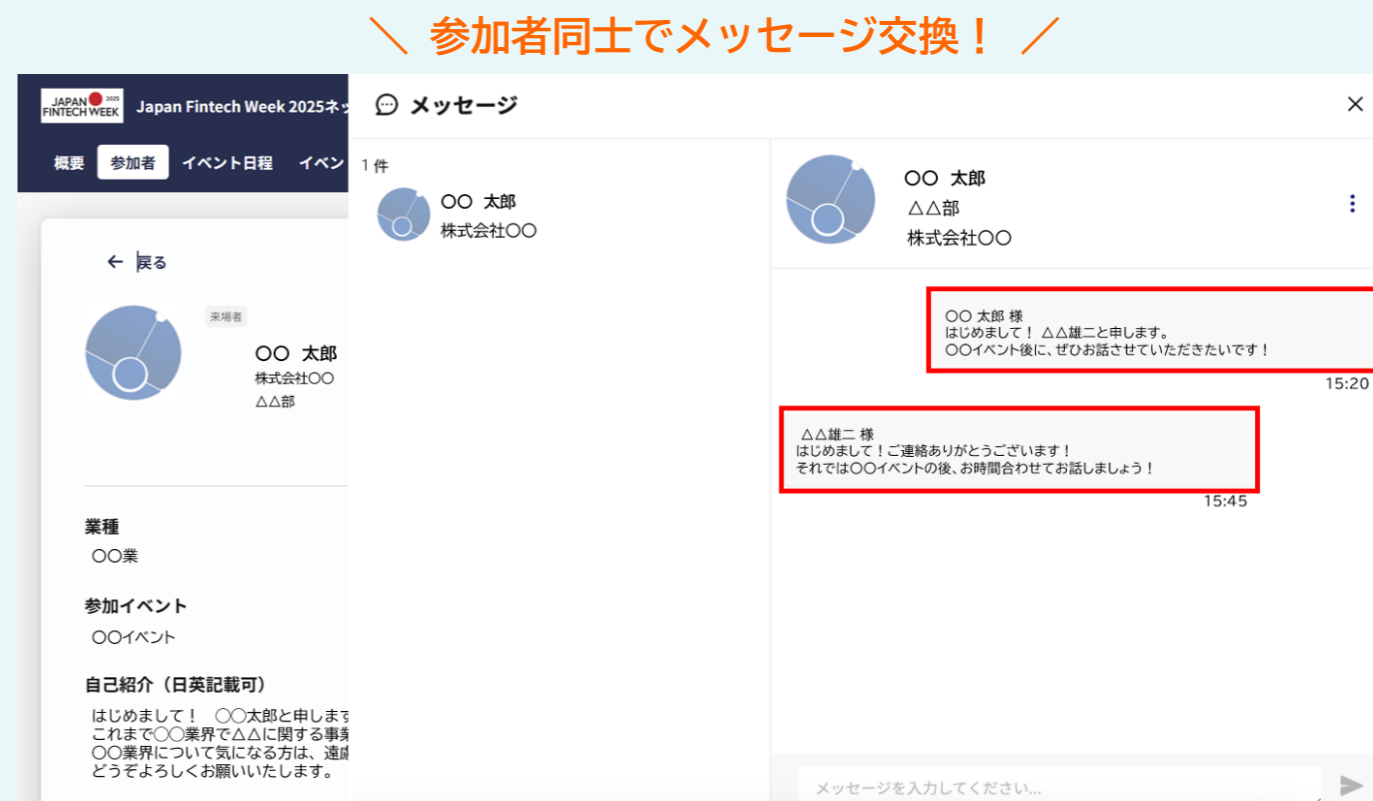 ＼ 参加者同士でメッセージ交換！ ／
JAPAN 2025
FINTECH WEEK
Japan Fintech Week 2025ネッ
概要 参加者 イベント日程 イベン
← 戻る
来場者
〇〇 太郎
株式会社〇〇
△△部
業種
〇〇業
参加イベント
〇〇イベント
自己紹介（日英記載可）
はじめまして！　〇〇太郎と申します
これまで〇〇業界で△△に関する事業
〇〇業界について気になる方は、遠慮
どうぞよろしくお願いいたします。
メッセージ
1 件
〇〇 太郎
株式会社〇〇
〇〇 太郎
△△部
株式会社〇〇
〇〇 太郎 様
はじめまして！ △△雄二と申します。
〇〇イベント後に、ぜひお話させていただきたいです！
15:20
△△雄二 様
はじめまして！ご連絡ありがとうございます！
それでは〇〇イベントの後、お時間合わせてお話しましょう！
15:45
メッセージを入力してください...